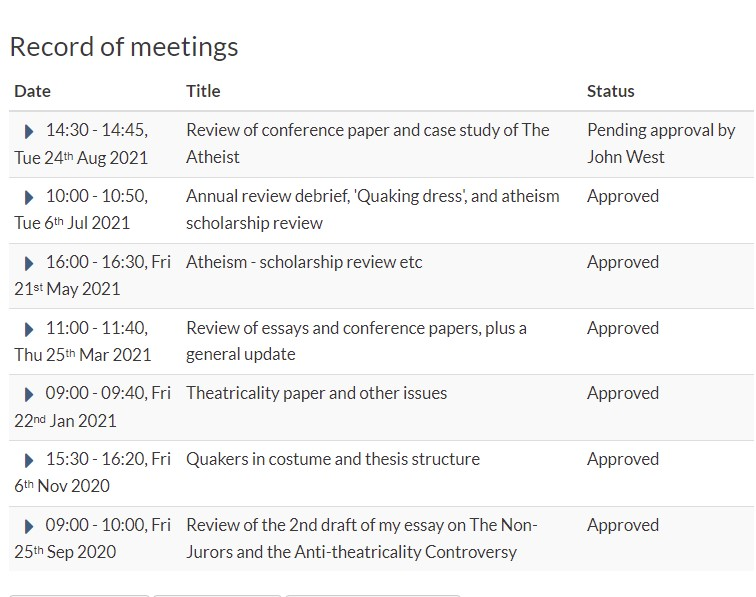 Record of meetings
Date Title Status
14:30 - 14:45, Review of conference paper and case study of The Pending approval by
Tue 24th Aug 2021 Atheist John West
10:00 - 10:50, Annual review debrief, 'Quaking dress', and atheism Approved
Tue 6th Jul 2021 scholarship review
16:00 - 16:30, Fri Atheism - scholarship review etc Approved
21st May 2021
11:00 - 11:40, Review of essays and conference papers, plus a Approved
Thu 25th Mar 2021 general update
09:00 - 09:40, Fri Theatricality paper and other issues Approved
22nd Jan 2021
15:30 - 16:20, Fri Quakers in costume and thesis structure Approved
6th Nov 2020
09:00 - 10:00, Fri Review of the 2nd draft of my essay on The Non- Approved
25th Sep 2020 Jurors and the Anti-theatricality Controversy